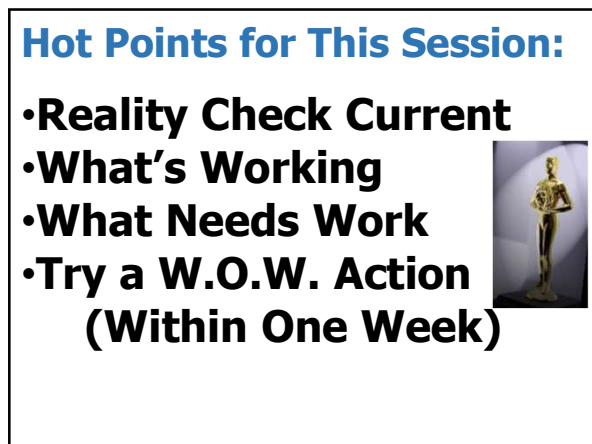 Hot Points for This Session:
•Reality Check Current
•What’s Working
•What Needs Work
•Try a W.O.W. Action
(Within One Week)